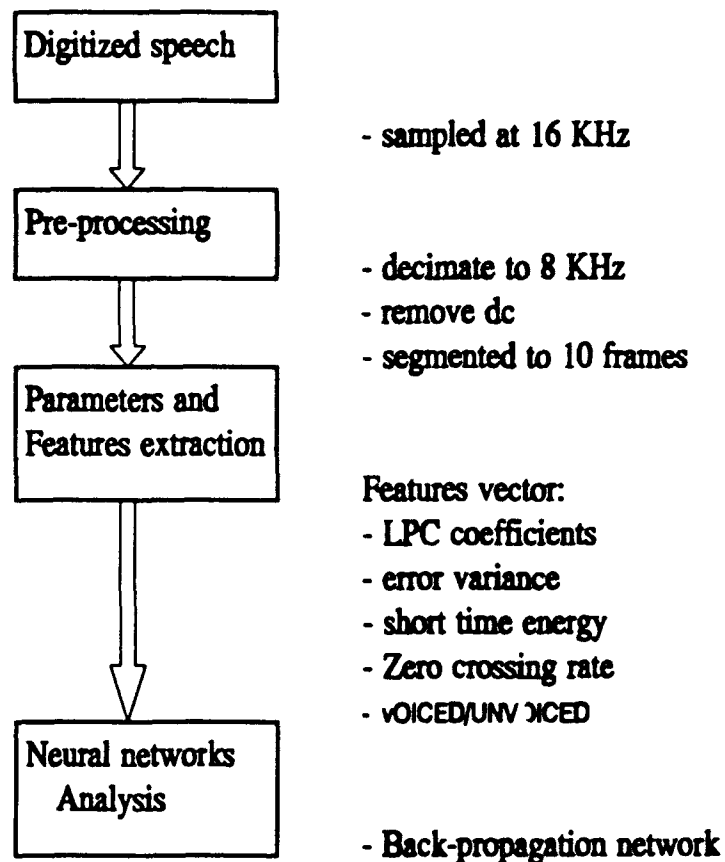 Digitized speech
- sampled at 16 KHz
Pre-processing
- decimate to 8 KHz
- remove dc
- segmented to 10 frames
Parameters and
Features extraction
Features vector:
- LPC coefficients
- error variance
- short time energy
- Zero crossing rate
- vOICED/UNV
Neural networks
Analysis
- Back-propagation network